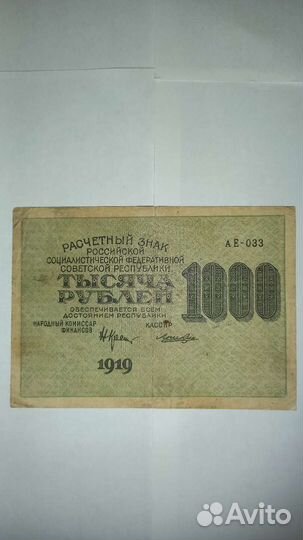 РАСЧЕТНЫЙ ЗНАК
РОССИЙСКОЙ
СОЦИАЛИСТИЧЕСКОЙ ФЕДЕРАТИВНОЙ
СОВЕТСКОЙ РЕСПУБЛИКИ
АЕ-033
ТЫСЯЧА
РУБЛЕЙ
1000
ОБЕСПЕЧИВАЕТСЯ ВСЕМ
ДОСТОЯНИЕМ РЕСПУБЛИКИ
НАРОДНЫЙ КОМИССАР
ФИНАНСОВ
КАССИР
1919
Avito